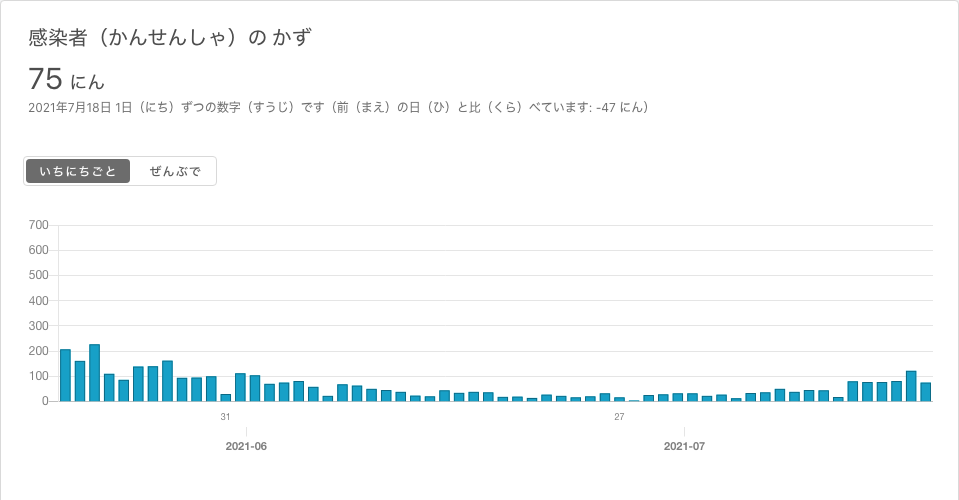 感染者（かんせんしゃ）の かず
75 にん
2021年7月18日 1日（にち）ずつの数字（すうじ）です（前（まえ）の日（ひ）と比（くら）べています: -47 にん）
いちにちごと ぜんぶで
700
600
500
400
300
200
100
0
31 27
2021-06 2021-07